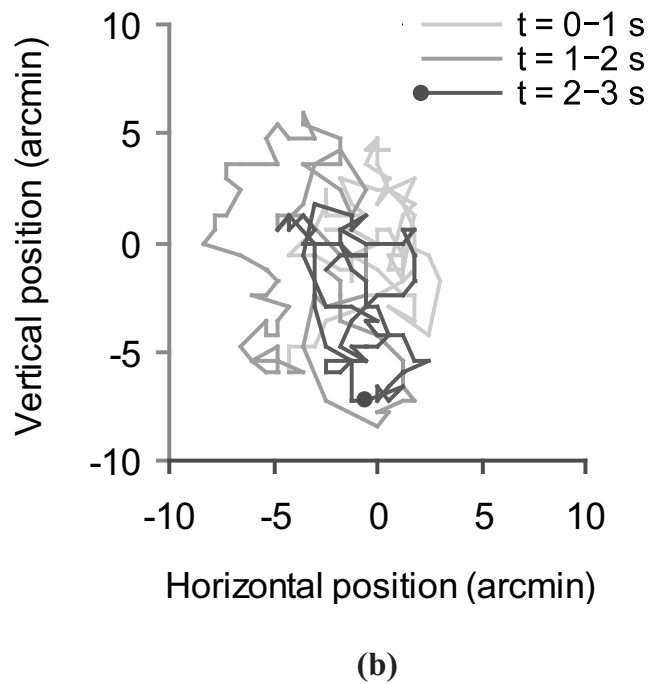 10
t = 0−1 s
t = 1−2 s
t = 2−3 s
5
0
-5
-10
Vertical position (arcmin)
-10 -5 0 5 10
Horizontal position (arcmin)
(b)